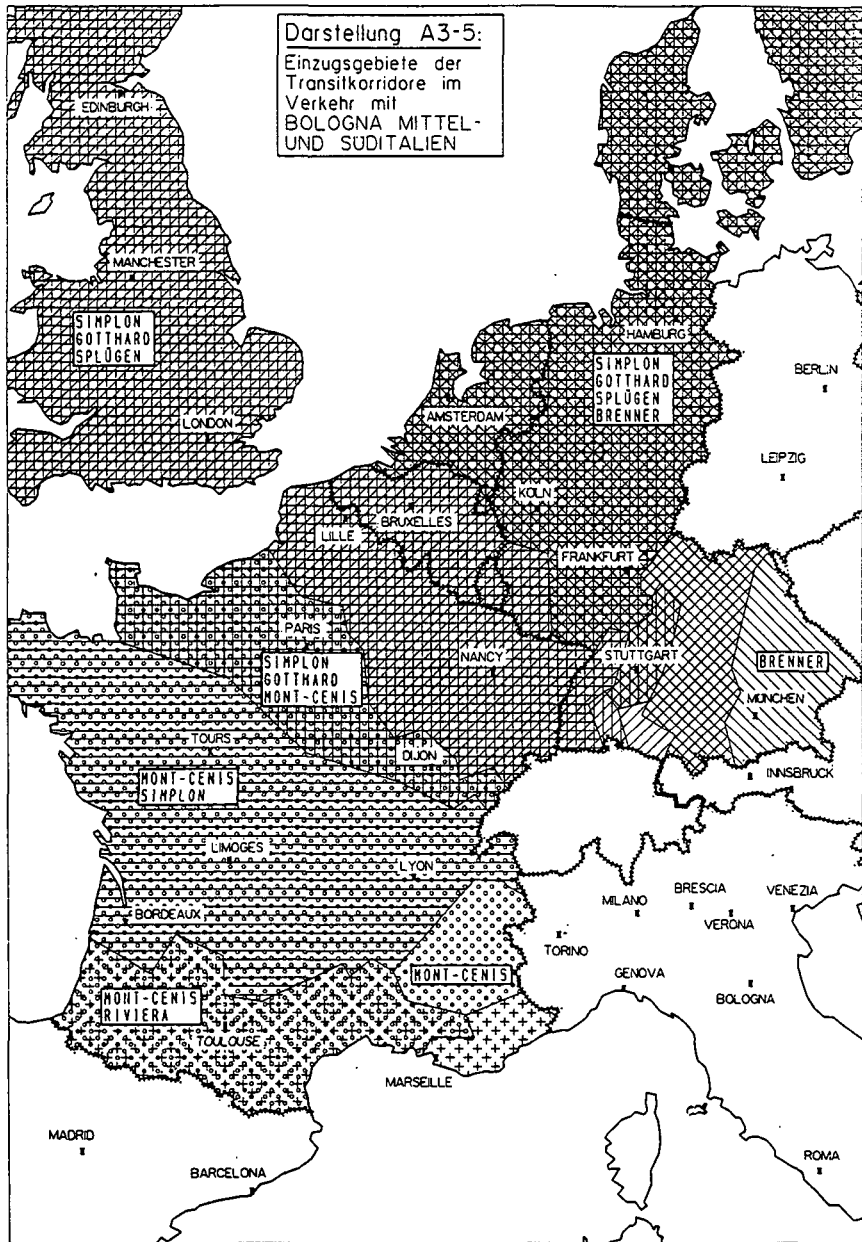 Darstellung A3-5:
Einzugsgebiete der
Transitkorridore im
Verkehr mit
BOLOGNA MITTEL-
UND SÜDITALIEN
EDINBURGH
MANCHESTER
SIMPLON
GOTTHARD
SPLÜGEN
LONDON
HAMBURG
SIMPLON
GOTTHARD
SPLÜGEN
BRENNER
BERLIN
AMSTERDAM
LEIPZIG
KÖLN
BRUXELLES
LILLE
FRANKFURT
PARIS
NANCY
STUTTGART
BRENNER
SIMPLON
GOTTHARD
MONT-CENIS
MÜNCHEN
TOURS
DIJON
INNSBRUCK
MONT-CENIS
SIMPLON
LIMOGES
LYON
MILANO
BRESCIA
VENEZIA
BORDEAUX
VERONA
TORINO
MONT-CENIS
GENOVA
BOLOGNA
MONT-CENIS
RIVIERA
TOULOUSE
MARSEILLE
MADRID
BARCELONA
ROMA